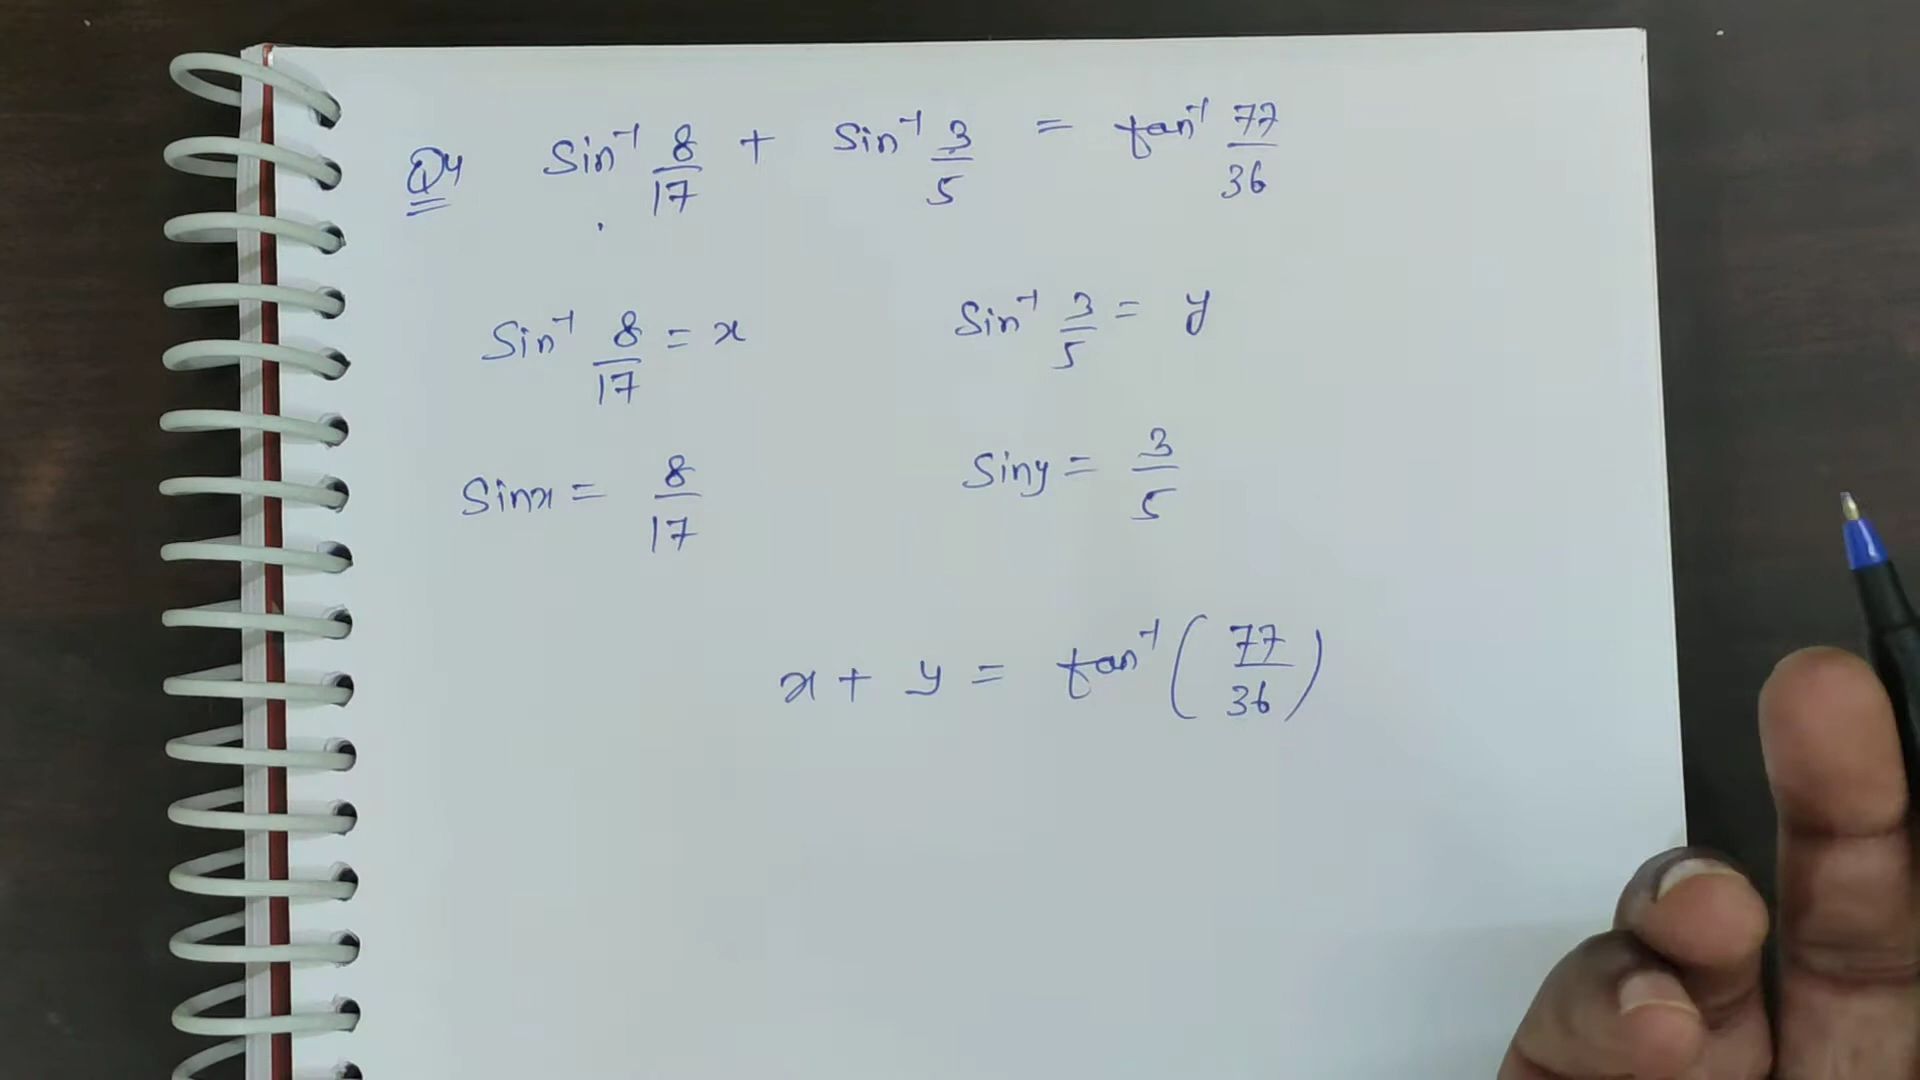 Q4 Sin⁻¹ 8/17 + Sin⁻¹ 3/5 = tan⁻¹ 77/36
Sin⁻¹ 8/17 = x Sin⁻¹ 3/5 = y
Sinx = 8/17 Siny = 3/5
x + y = tan⁻¹ (77/36)